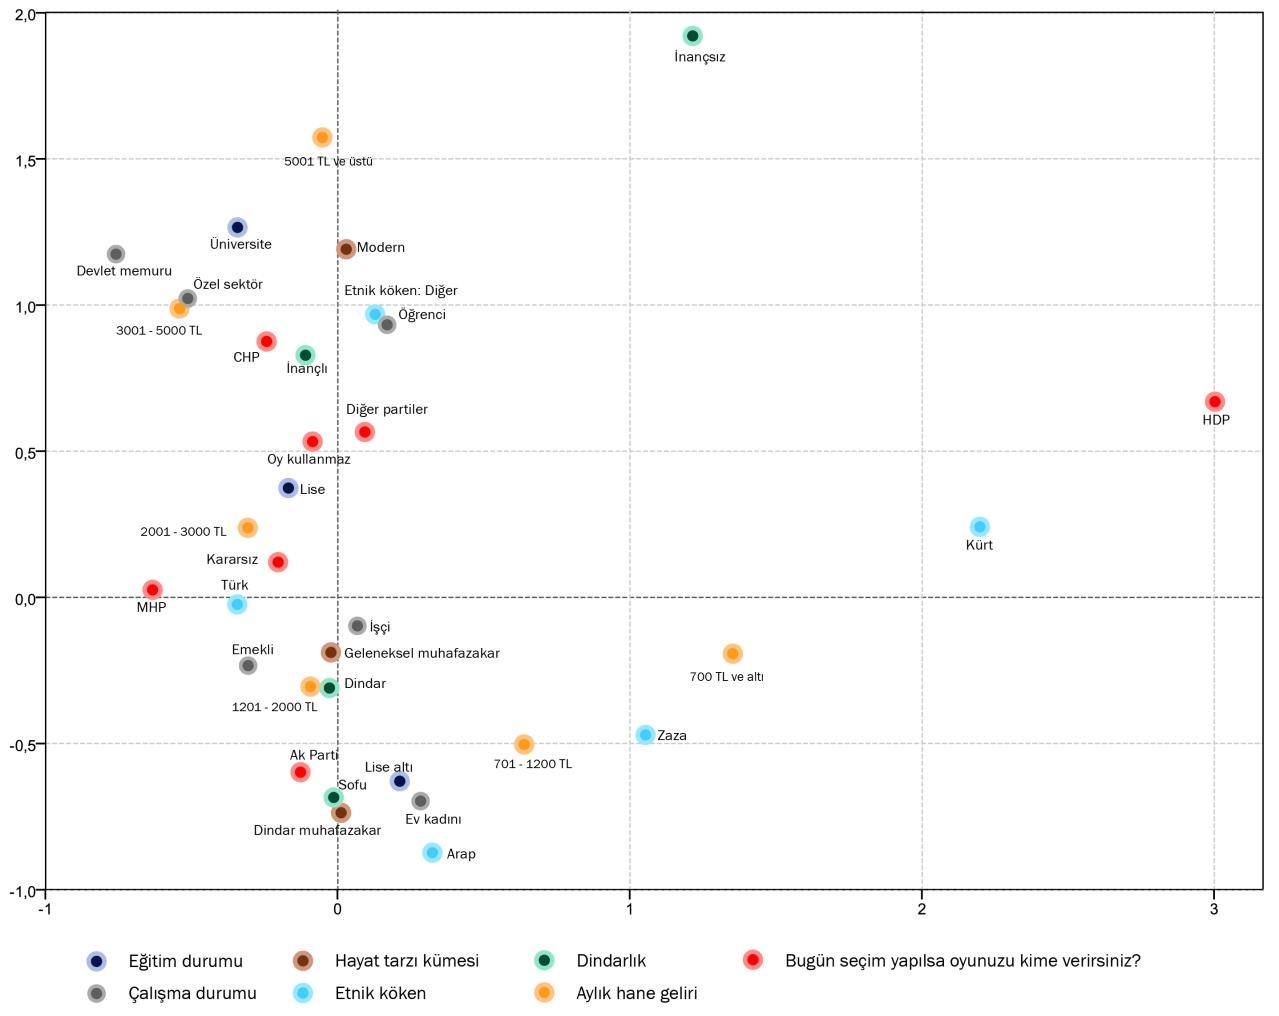 2,0
İnançsız
5001 TL ve üstü
1,5
Üniversite
Modern
Devlet memuru
Özel sektör
Etnik köken: Diğer
1,0
Öğrenci
3001 - 5000 TL
CHP
İnançlı
HDP
Diğer partiler
0,5
Oy kullanmaz
Lise
2001 - 3000 TL
Kürt
Kararsız
Türk
0,0
MHP
İşçi
Emekli
Geleneksel muhafazakar
700 TL ve altı
Dindar
1201 - 2000 TL
Zaza
-0,5
Ak Parti
701 - 1200 TL
Lise altı
Sofu
Ev kadını
Dindar muhafazakar
Arap
-1,0
-1 0 1 2 3
Eğitim durumu Hayat tarzı kümesi Dindarlık Bugün seçim yapılsa oyunuzu kime verirsiniz?
Çalışma durumu Etnik köken Aylık hane geliri